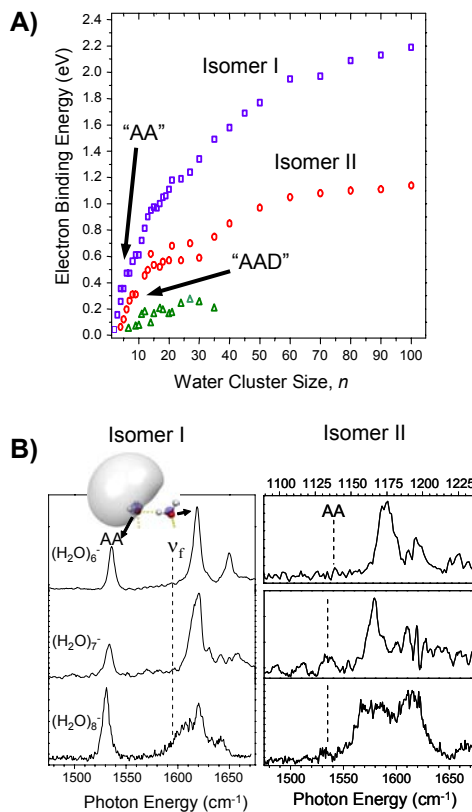 A)
Electron Binding Energy (eV)
2.4
2.2
2.0
1.8
1.6
1.4
1.2
1.0
0.8
0.6
0.4
0.2
0.0
Isomer I
"AA"
Isomer II
"AAD"
10 20 30 40 50 60 70 80 90 100
Water Cluster Size, n
B)
Isomer I
Isomer II
1100 1125 1150 1175 1200 1225
AA
νf
AA
(H₂O)₆⁻
(H₂O)₇⁻
(H₂O)₈⁻
1500 1550 1600 1650
1500 1550 1600 1650
Photon Energy (cm⁻¹)
Photon Energy (cm⁻¹)